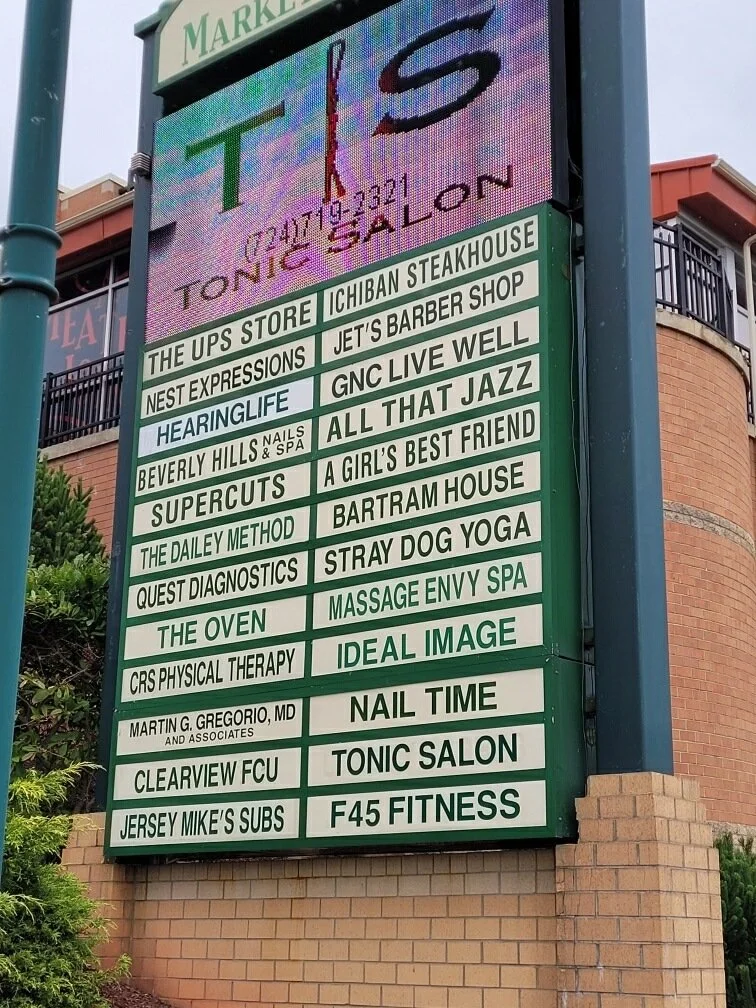 MARKE
T S
(724)719-2321
TONIC SALON
THE UPS STORE
ICHIBAN STEAKHOUSE
NEST EXPRESSIONS
JET'S BARBER SHOP
HEARINGLIFE
GNC LIVE WELL
BEVERLY HILLS NAILS & SPA
ALL THAT JAZZ
SUPERCUTS
A GIRL'S BEST FRIEND
THE DAILEY METHOD
BARTRAM HOUSE
QUEST DIAGNOSTICS
STRAY DOG YOGA
THE OVEN
MASSAGE ENVY SPA
CRS PHYSICAL THERAPY
IDEAL IMAGE
MARTIN G. GREGORIO, MD
AND ASSOCIATES
NAIL TIME
CLEARVIEW FCU
TONIC SALON
JERSEY MIKE'S SUBS
F45 FITNESS